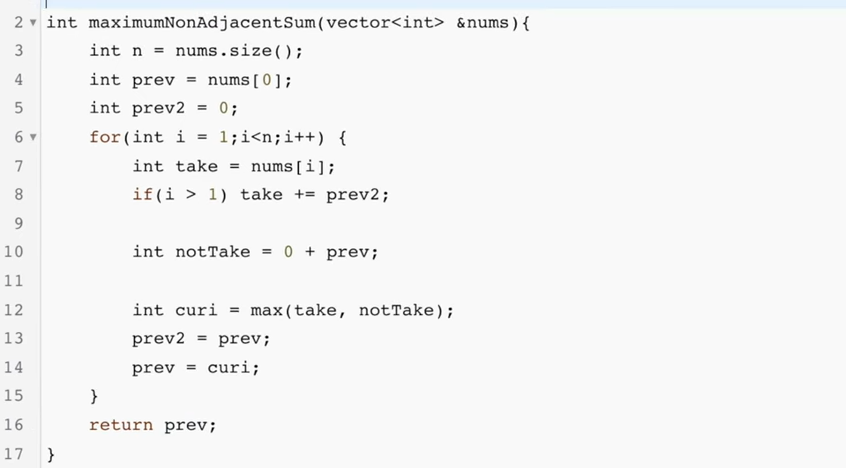 2 int maximumNonAdjacentSum(vector<int> &nums){
3     int n = nums.size();
4     int prev = nums[0];
5     int prev2 = 0;
6     for(int i = 1;i<n;i++) {
7         int take = nums[i];
8         if(i > 1) take += prev2;
9
10         int notTake = 0 + prev;
11
12         int curi = max(take, notTake);
13         prev2 = prev;
14         prev = curi;
15     }
16     return prev;
17 }